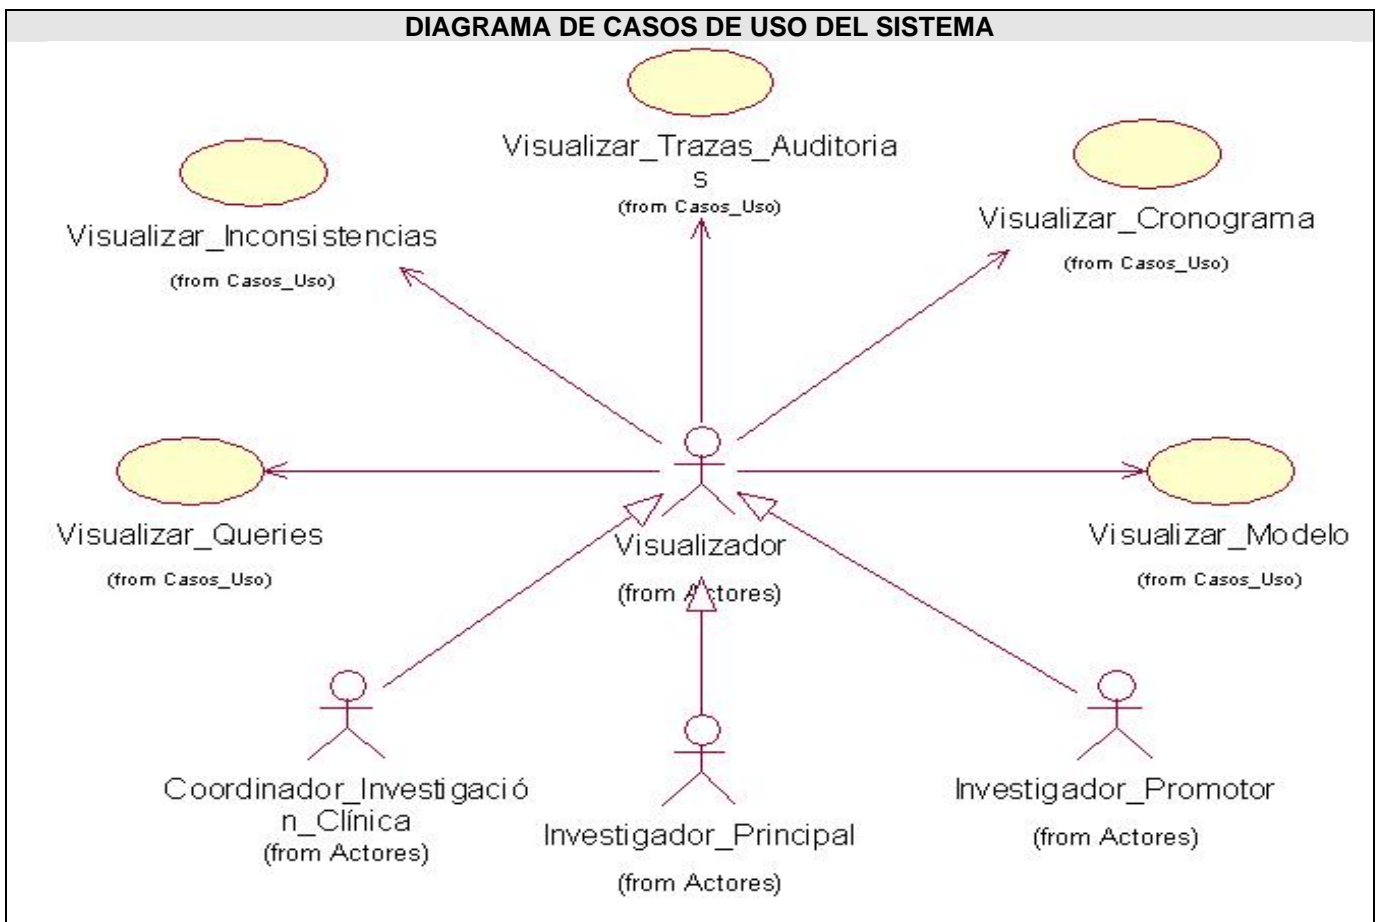 DIAGRAMA DE CASOS DE USO DEL SISTEMA
Visualizar_Trazas_Auditoria
s
(from Casos_Uso)
Visualizar_Inconsistencias
(from Casos_Uso)
Visualizar_Cronograma
(from Casos_Uso)
Visualizar_Queries
(from Casos_Uso)
Visualizador
(from Actores)
Visualizar_Modelo
(from Casos_Uso)
Coordinador_Investigació
n_Clínica
(from Actores)
Investigador_Principal
(from Actores)
Investigador_Promotor
(from Actores)